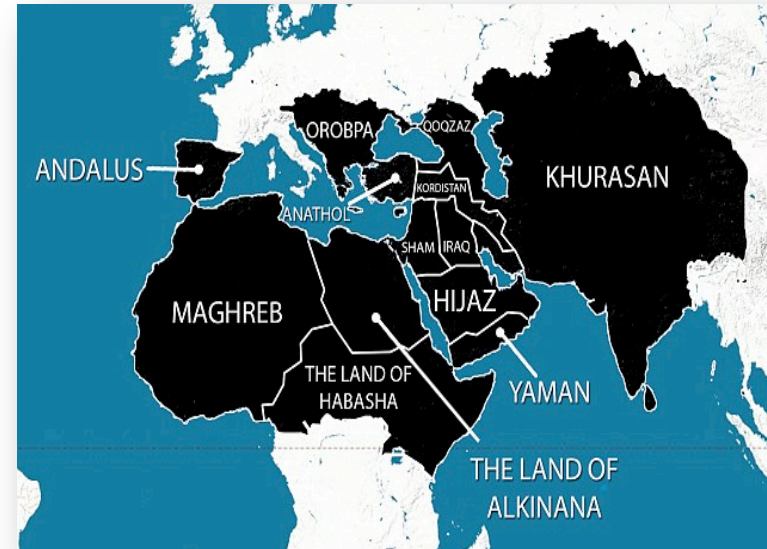 OROBPA
QOQZAZ
ANDALUS
KHURASAN
KORDISTAN
ANATHOL
SHAM
IRAQ
MAGHREB
HIJAZ
THE LAND OF
HABASHA
YAMAN
THE LAND OF
ALKINANA